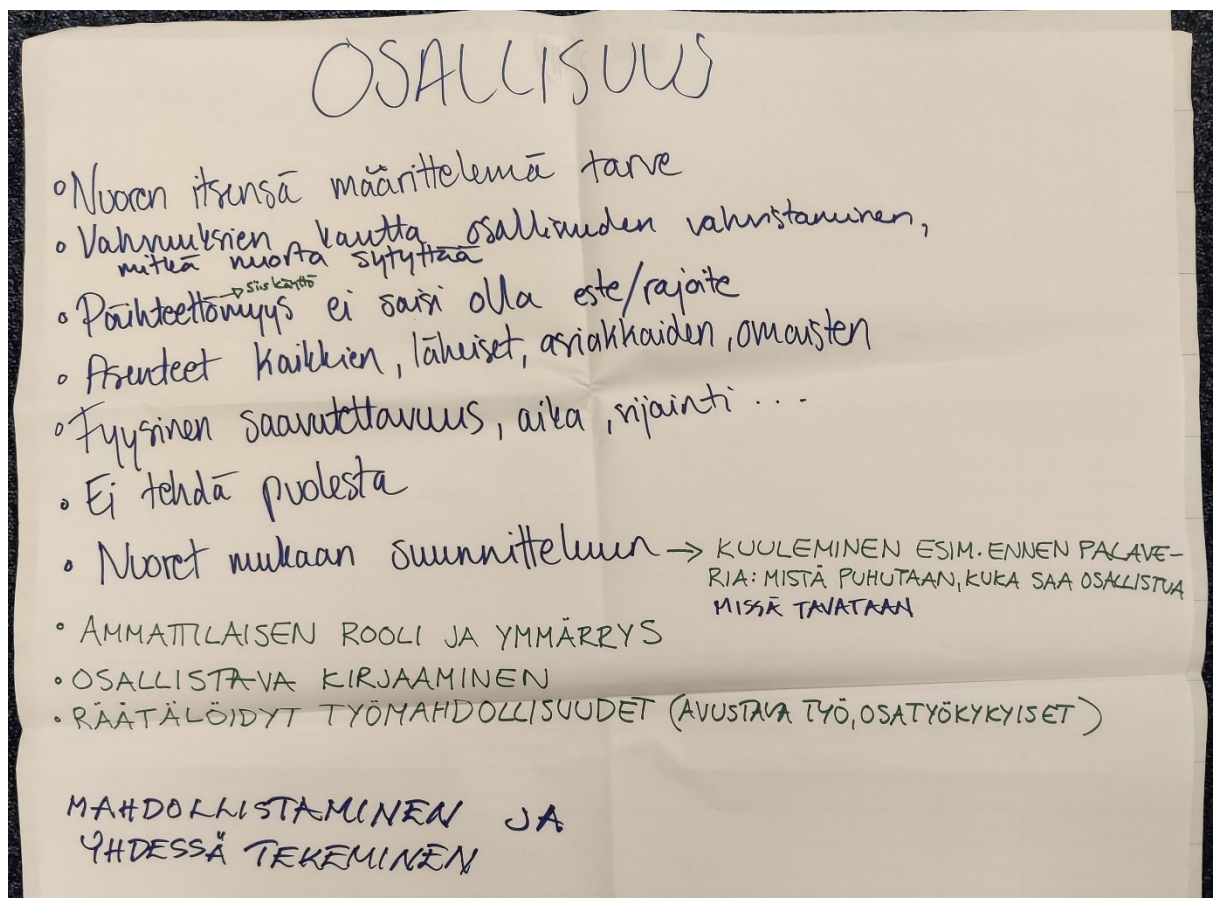 OSALLISUUS
• Nuoren itsensä määrittelemä tarve
• Vahvuuksien kautta osallisuuden vahvistaminen,
mitkä nuorta sytyttää
• Päihteettömyys ei saisi olla este/rajoite
• Asenteet kaikkien, läheiset, asiakkaiden, omaisten
• Fyysinen saavutettavuus, aika, sijainti ...
• Ei tehdä puolesta
• Nuoret mukaan suunnitteluun → KUULEMINEN ESIM. ENNEN PALAVE-
RIA: MISTÄ PUHUTAAN, KUKA SAA OSALLISTUA
MISSÄ TAVATAAN
• AMMATTILAISEN ROOLI JA YMMÄRRYS
• OSALLISTAVA KIRJAAMINEN
• RÄÄTÄLÖIDYT TYÖMAHDOLLISUUDET (AVUSTAVA TYÖ, OSATYÖKYKYISET)
MAHDOLLISTAMINEN JA
YHDESSÄ TEKEMINEN